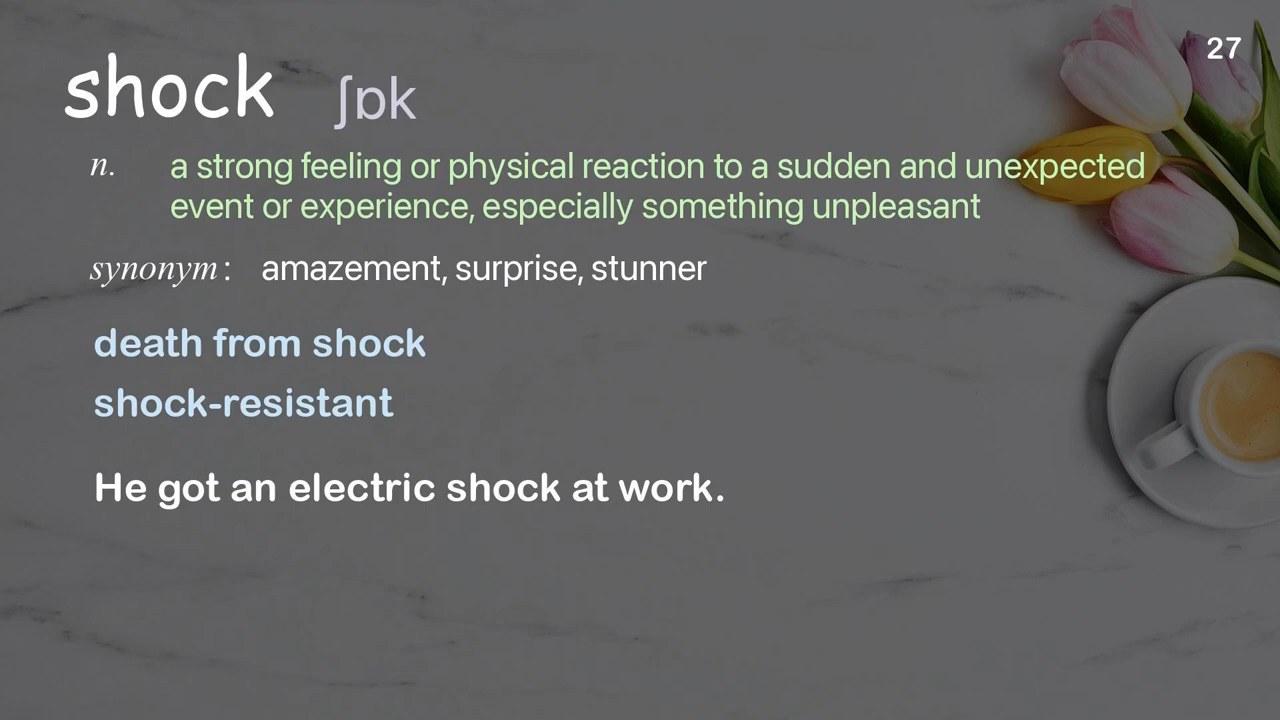 27
shock ʃɒk
n. a strong feeling or physical reaction to a sudden and unexpected
event or experience, especially something unpleasant
synonym: amazement, surprise, stunner
death from shock
shock-resistant
He got an electric shock at work.